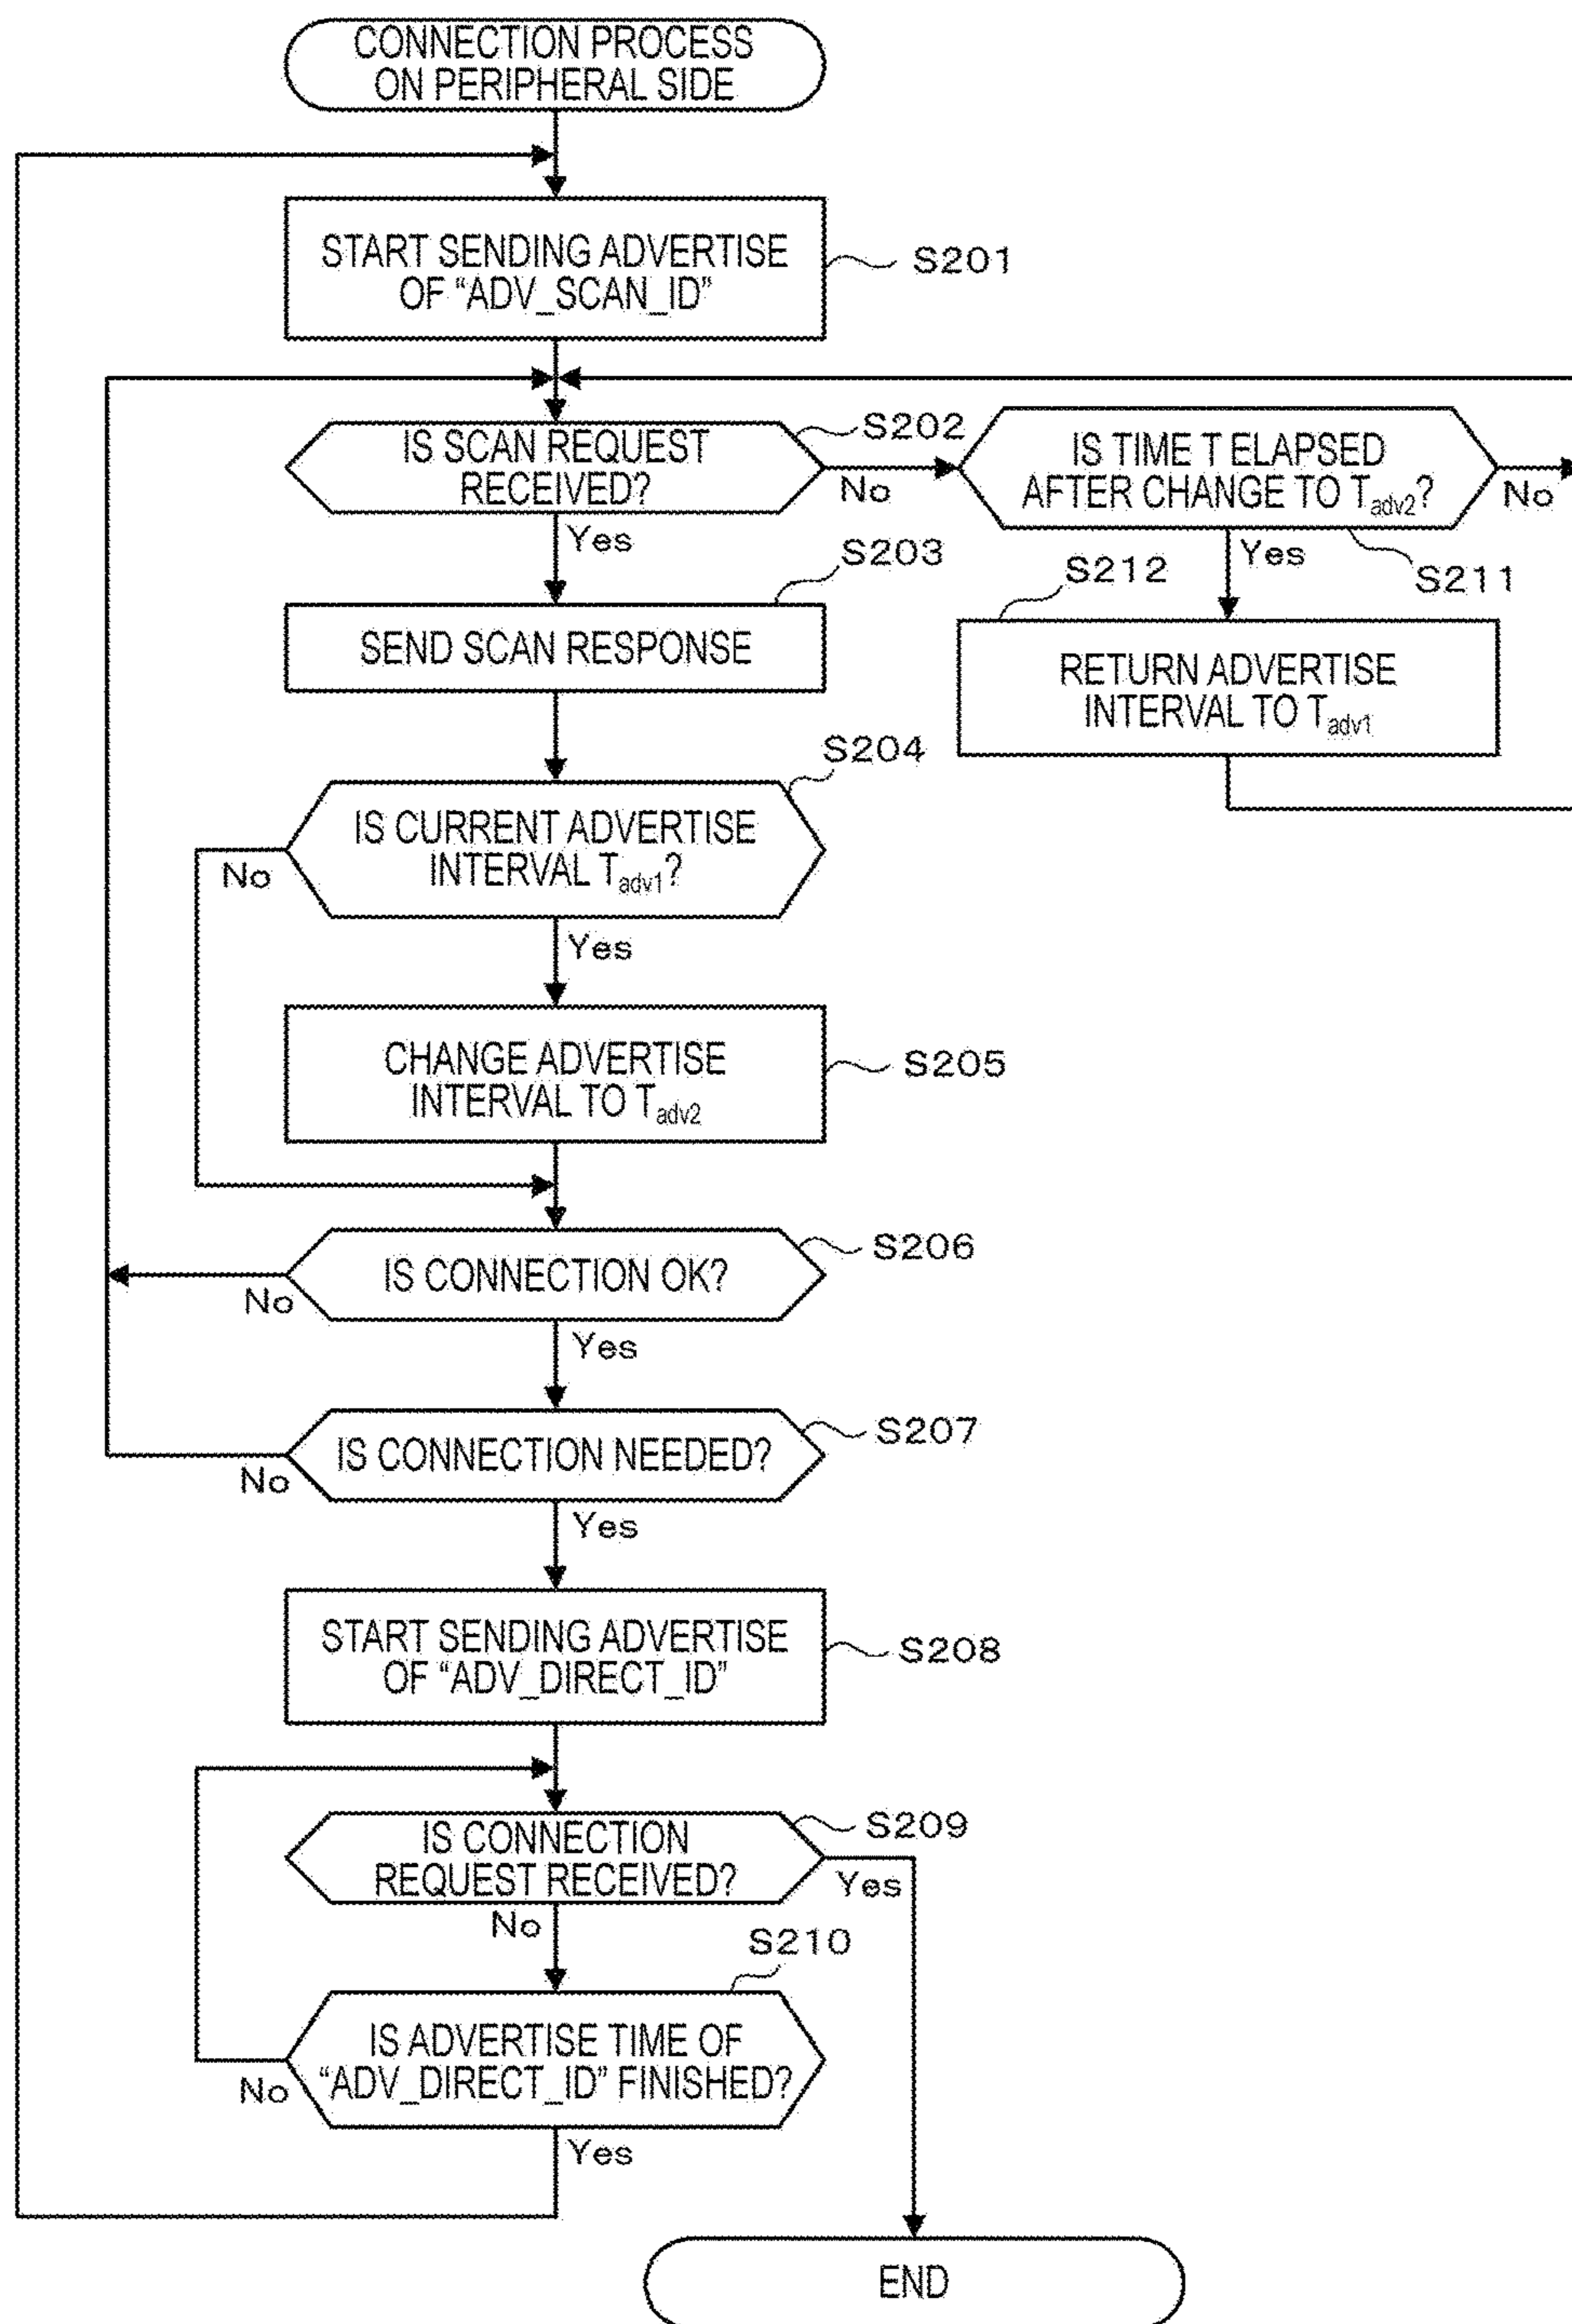 CONNECTION PROCESS
ON PERIPHERAL SIDE
START SENDING ADVERTISE
OF “ADV_SCAN_ID”
S201
IS SCAN REQUEST
RECEIVED?
S202
No
Yes
IS TIME T ELAPSED
AFTER CHANGE TO Tadv2?
No
Yes
S211
S203
SEND SCAN RESPONSE
S212
RETURN ADVERTISE
INTERVAL TO Tadv1
S204
IS CURRENT ADVERTISE
INTERVAL Tadv1?
No
Yes
CHANGE ADVERTISE
INTERVAL TO Tadv2
S205
IS CONNECTION OK?
S206
No
Yes
IS CONNECTION NEEDED?
S207
No
Yes
START SENDING ADVERTISE
OF “ADV_DIRECT_ID”
S208
IS CONNECTION
REQUEST RECEIVED?
S209
Yes
No
S210
IS ADVERTISE TIME OF
“ADV_DIRECT_ID” FINISHED?
No
Yes
END